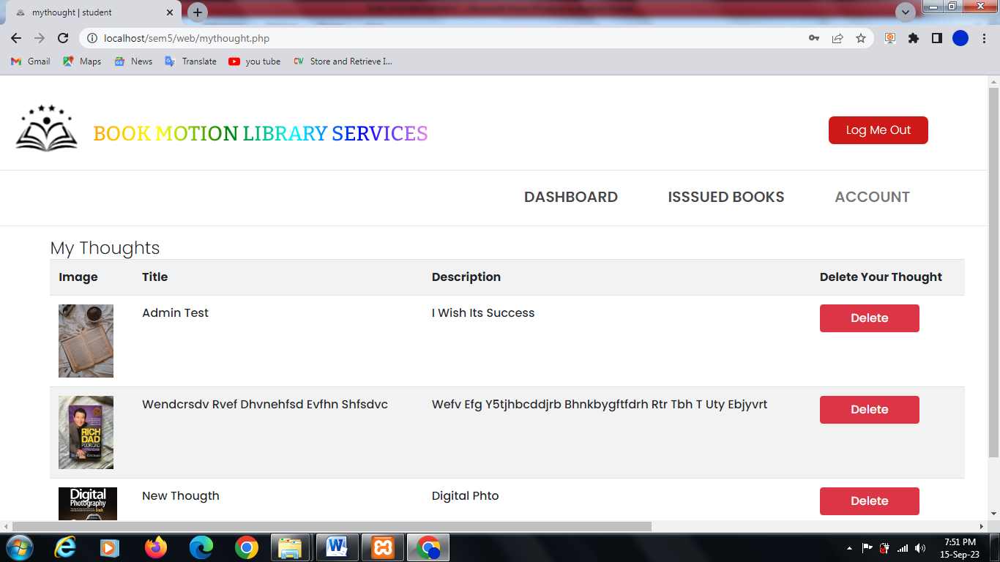 mythought | student
localhost/sem5/web/mythought.php
Gmail Maps News Translate you tube Store and Retrieve I...
BOOK MOTION LIBRARY SERVICES
Log Me Out
DASHBOARD ISSSUED BOOKS ACCOUNT
My Thoughts
Image Title Description Delete Your Thought
Admin Test I Wish Its Success Delete
Wendcrsdv Rvef Dhvnehfsd Evfhn Shfsdvc Wefv Efg Y5tjhbcddjrb Bhnkbygftfdrh Rtr Tbh T Uty Ebjyvrt Delete
RICH
DAD
POOR DAD
New Thougth Digital Phto Delete
Digital
Photography
Book
7:51 PM
15-Sep-23